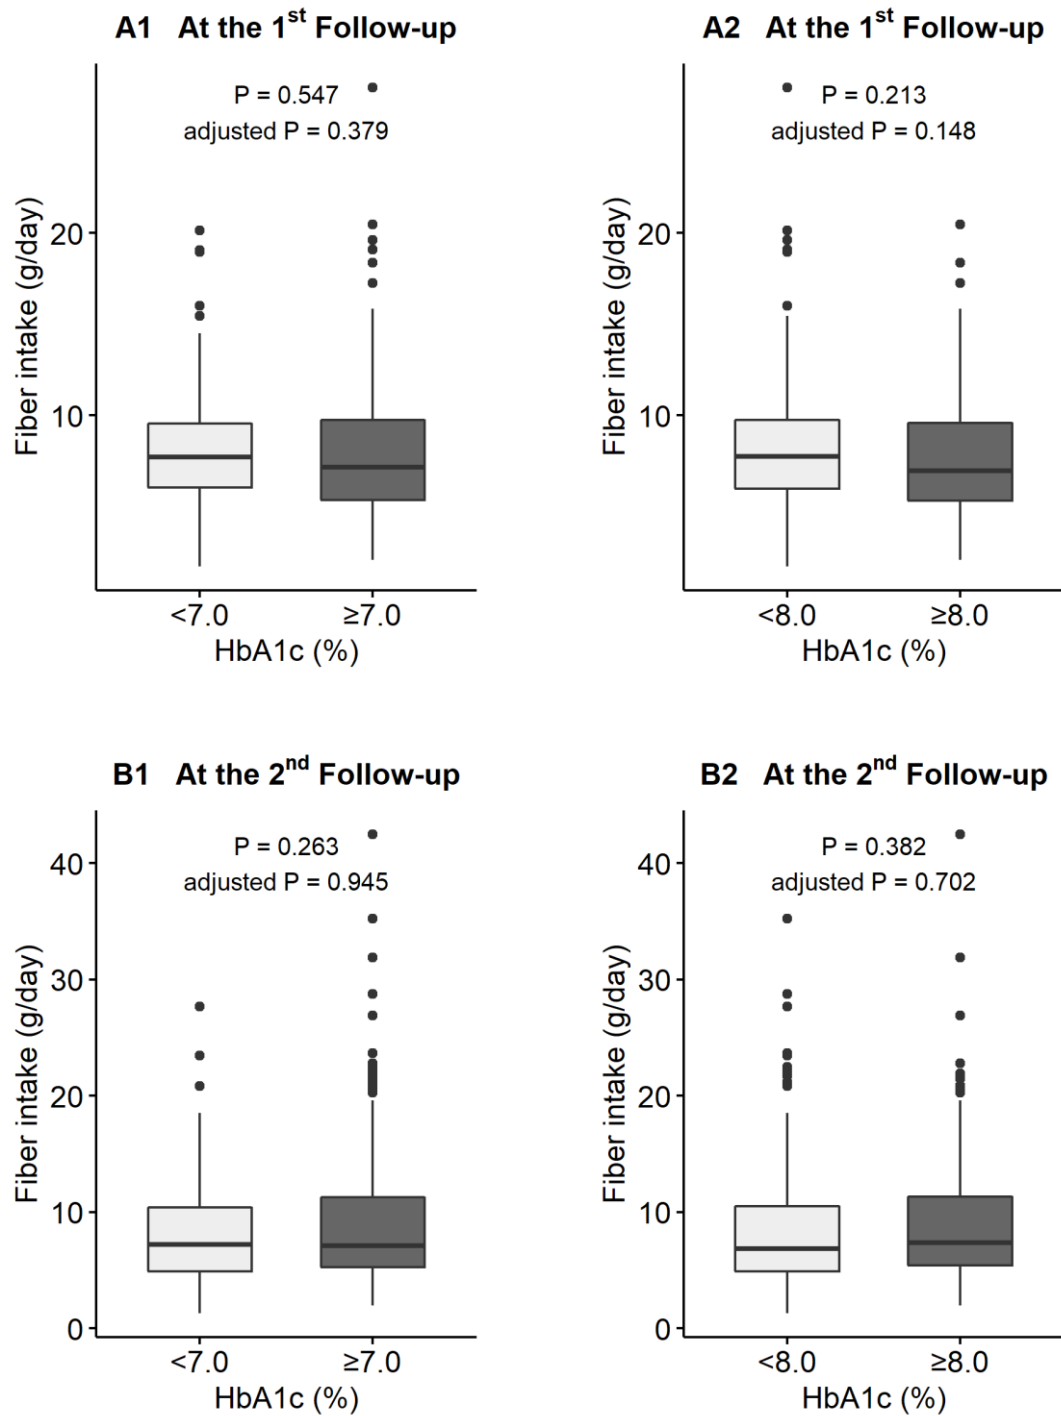 A1 At the 1st Follow-up
P = 0.547
adjusted P = 0.379
Fiber intake (g/day)
20
10
<7.0 ≥7.0
HbA1c (%)
A2 At the 1st Follow-up
P = 0.213
adjusted P = 0.148
Fiber intake (g/day)
20
10
<8.0 ≥8.0
HbA1c (%)
B1 At the 2nd Follow-up
P = 0.263
adjusted P = 0.945
Fiber intake (g/day)
40
30
20
10
0
<7.0 ≥7.0
HbA1c (%)
B2 At the 2nd Follow-up
P = 0.382
adjusted P = 0.702
Fiber intake (g/day)
40
30
20
10
0
<8.0 ≥8.0
HbA1c (%)